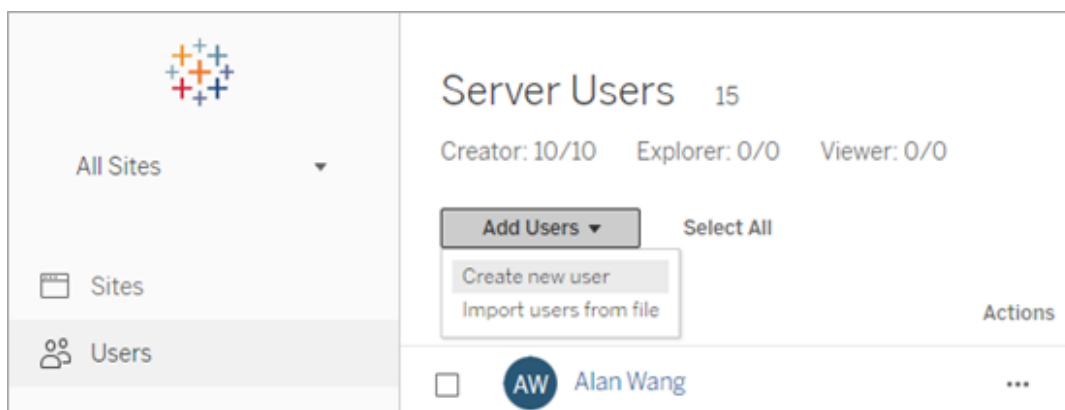 Server Users 15
Creator: 10/10 Explorer: 0/0 Viewer: 0/0
All Sites
Add Users Select All
Create new user
Import users from file
Sites
Actions
Users
AW Alan Wang